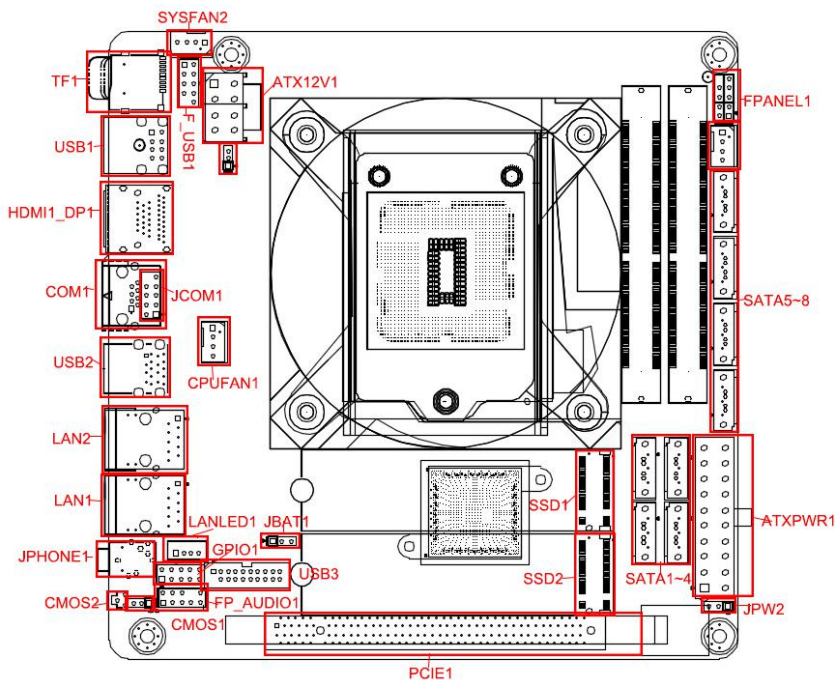 SYSFAN2
TF1
ATX12V1
FPANEL1
F_USB1
USB1
HDMI1_DP1
COM1
JCOM1
SATA5~8
USB2
CPUFAN1
LAN2
LAN1
SSD1
ATXPWR1
LANLED1
JBAT1
JPHONE1
GPIO1
USB3
SSD2
SATA1~4
CMOS2
FP_AUDIO1
JPW2
CMOS1
PCIE1